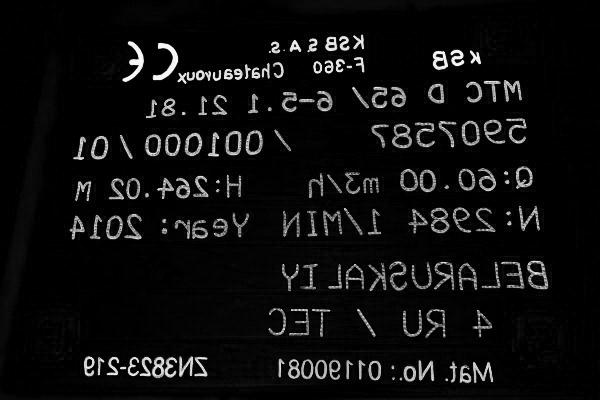 KSB KSB S.A.S. CE
F-360 Chateauroux
MTC D 65/ 6-5.1 21.81
5907587 /001000 / 01
Q:60.00 m3/h H:264.02 M
N:2984 1/MIN Year: 2014
BELARUSKALIY
4 RU / TEC
Mat. No.: 01190081 ZN3823-219